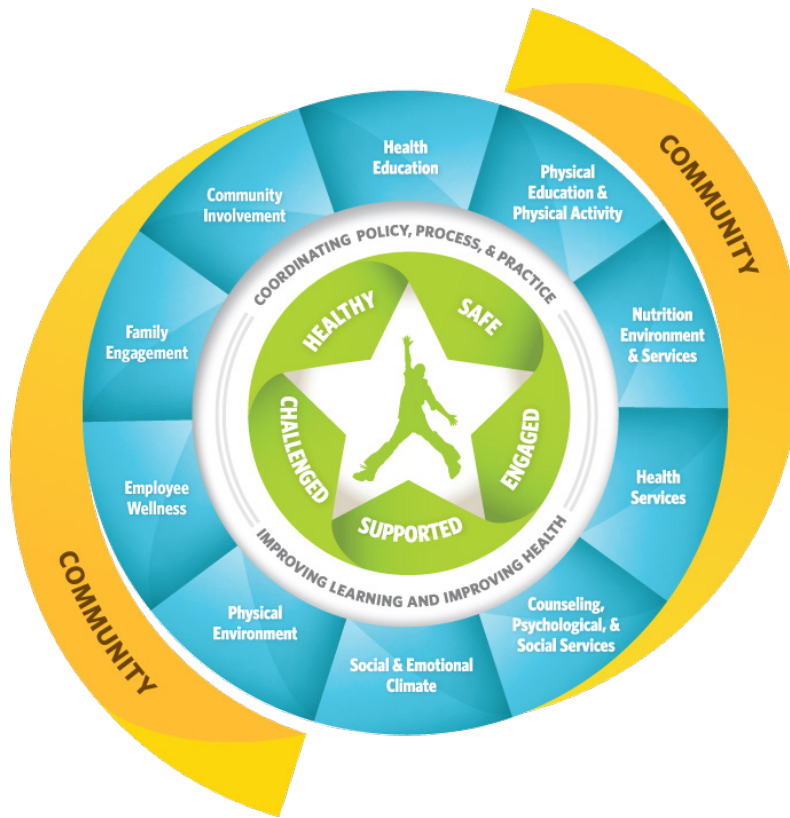 COMMUNITY
Health
Education
Physical
Education &
Physical Activity
Nutrition
Environment
& Services
Health
Services
Counseling,
Psychological, &
Social Services
Social & Emotional
Climate
Physical
Environment
Employee
Wellness
Family
Engagement
Community
Involvement
COORDINATING POLICY, PROCESS, & PRACTICE
IMPROVING LEARNING AND IMPROVING HEALTH
HEALTHY
SAFE
ENGAGED
SUPPORTED
CHALLENGED
COMMUNITY